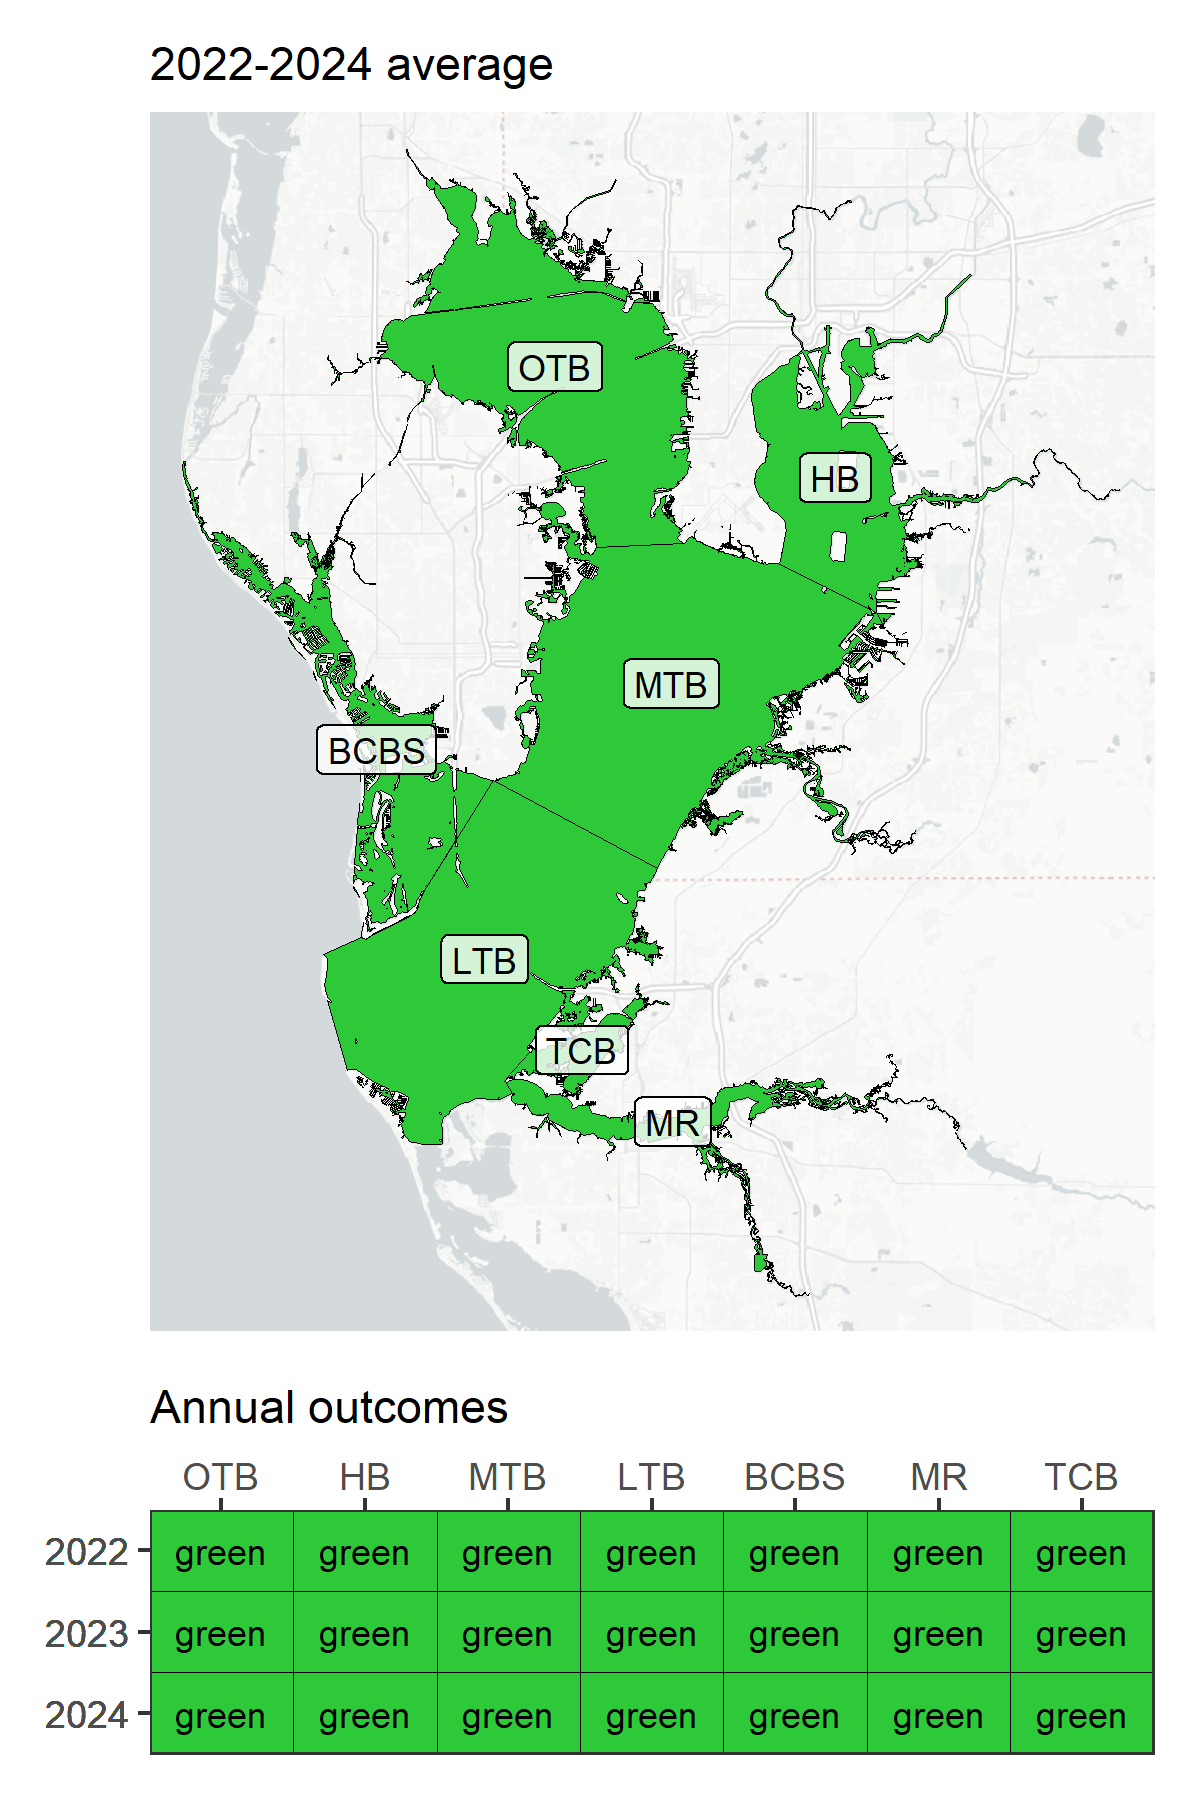 2022-2024 average
OTB
HB
MTB
BCBS
LTB
TCB
MR
Annual outcomes
OTB HB MTB LTB BCBS MR TCB
2022 green green green green green green green
2023 green green green green green green green
2024 green green green green green green green